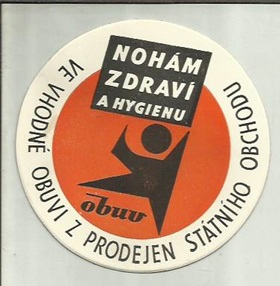 NOHÁM
ZDRAVÍ
A HYGIENU
obuv
VE VHODNÉ OBUVI Z PRODEJEN STÁTNÍHO OBCHODU